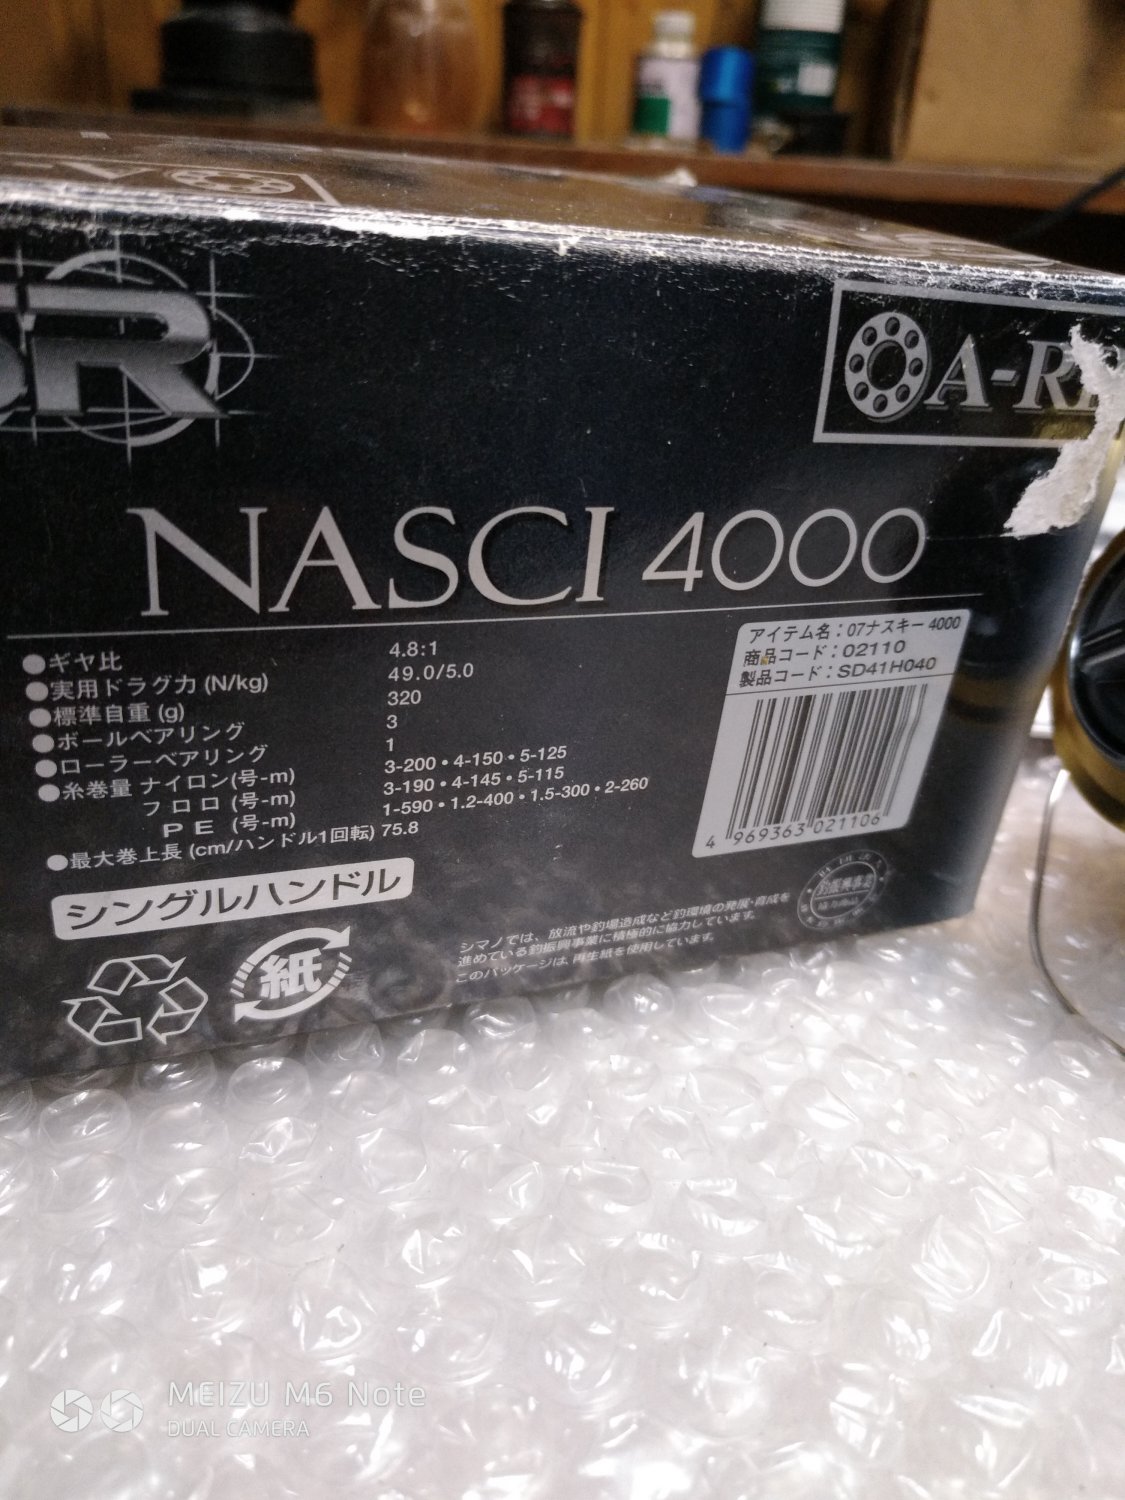 SR
A-R
NASCI 4000
●ギヤ比 4.8:1
●実用ドラグ力 (N/kg) 49.0/5.0
●標準自重 (g) 320
●ボールベアリング 3
●ローラーベアリング 1
●糸巻量 ナイロン(号-m) 3-200・4-150・5-125
フロロ (号-m) 3-190・4-145・5-115
PE (号-m) 1-590・1.2-400・1.5-300・2-260
●最大巻上長 (cm/ハンドル1回転) 75.8
アイテム名：07ナスキー 4000
商品コード：02110
製品コード：SD41H040
4 969363 021106
シングルハンドル
紙
シマノでは、放流や釣場造成など釣環境の発展・育成を
進めている釣振興事業に積極的に協力しています。
このパッケージは、再生紙を使用しています。
MEIZU M6 Note
DUAL CAMERA